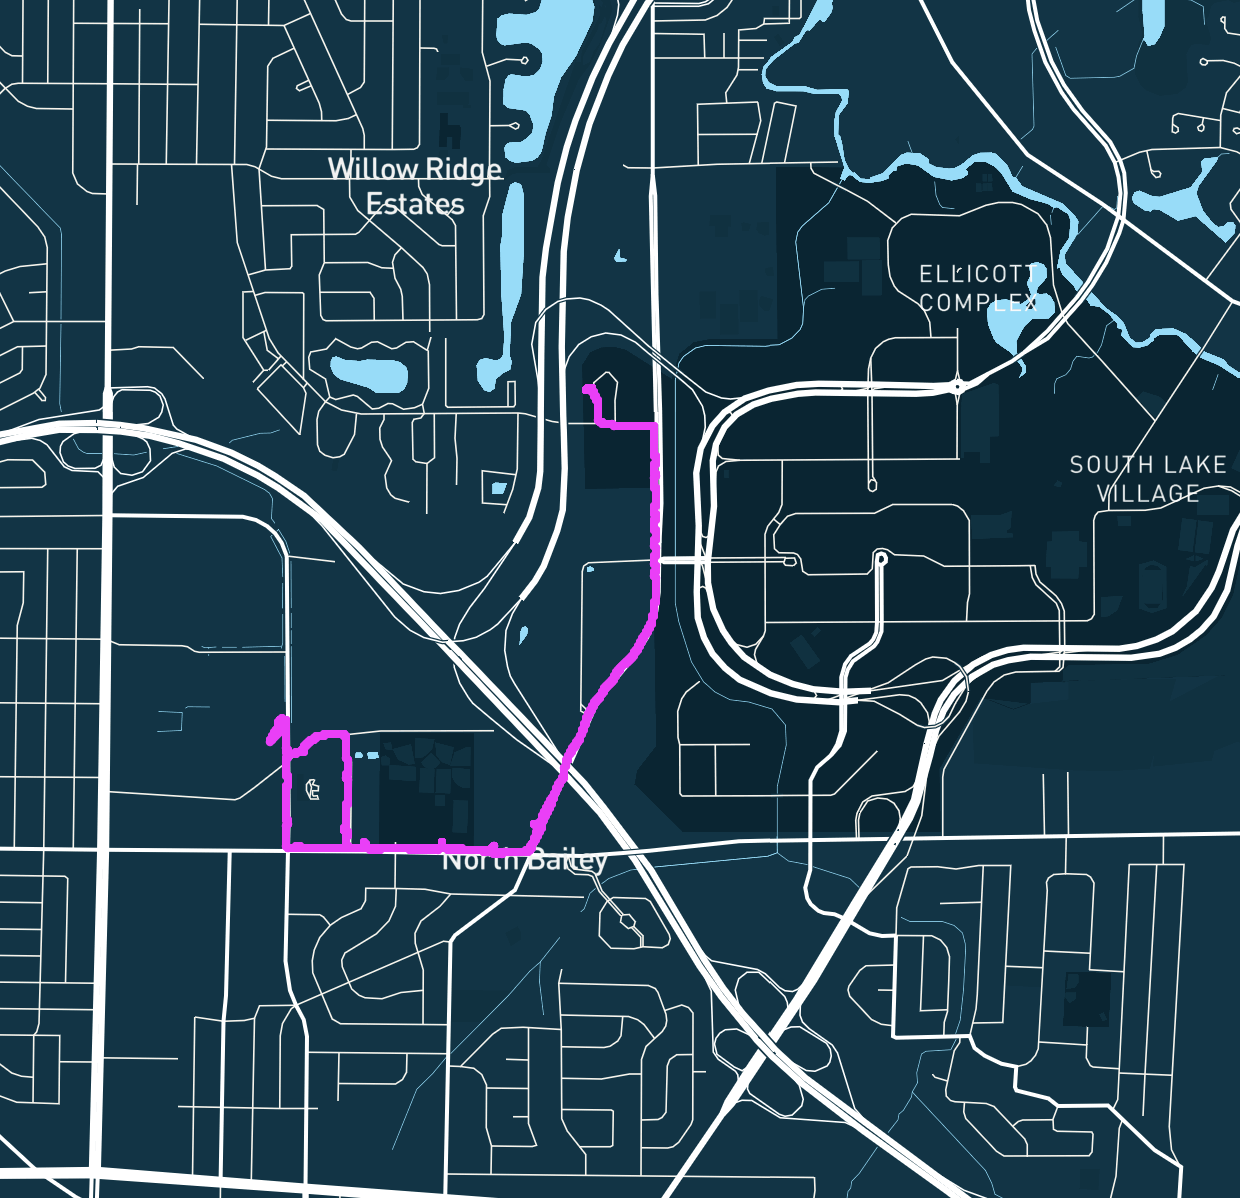 Willow Ridge
Estates
ELLICOTT
COMPLEX
SOUTH LAKE
VILLAGE
North Bailey